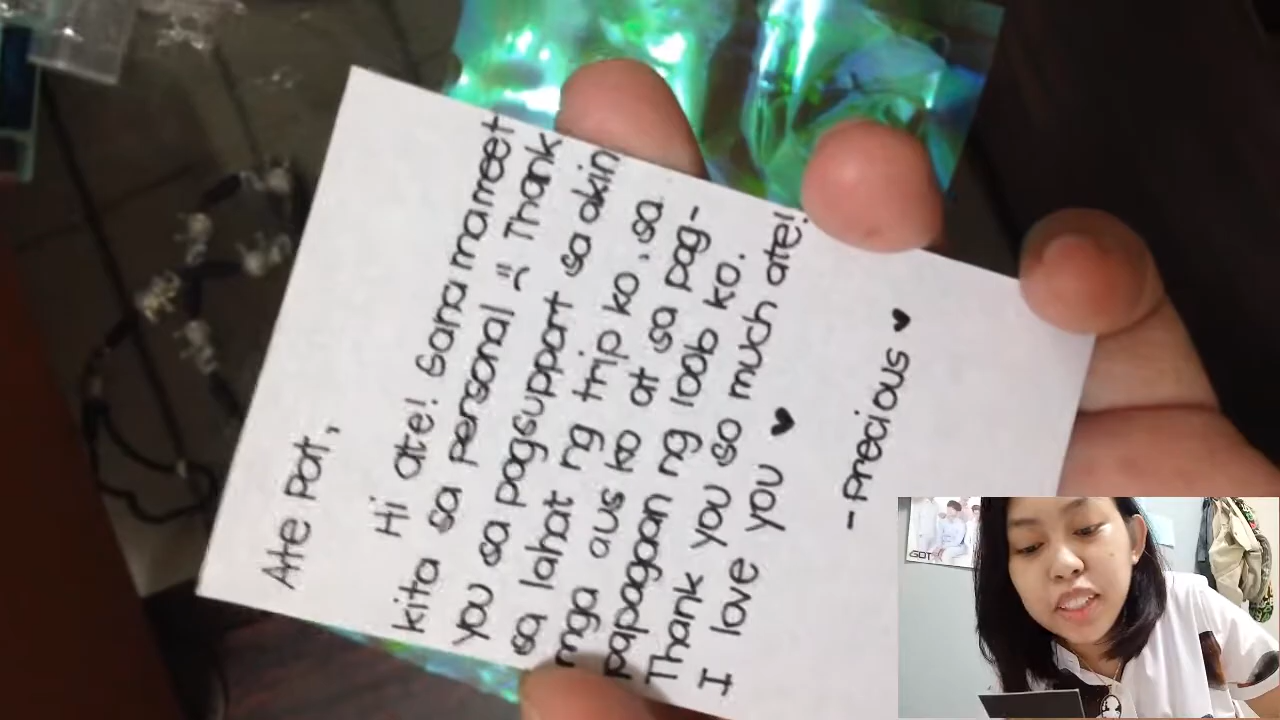 Ate Pat,
Hi ate! Sana mameet
kita sa personal :( Thank
you sa pagsupport sa akin
sa lahat ng trip ko, sa
mga aus ko at sa pag-
papagaan ng loob ko.
Thank you so much ate!
I love you ♥
- Precious ♥
GOT